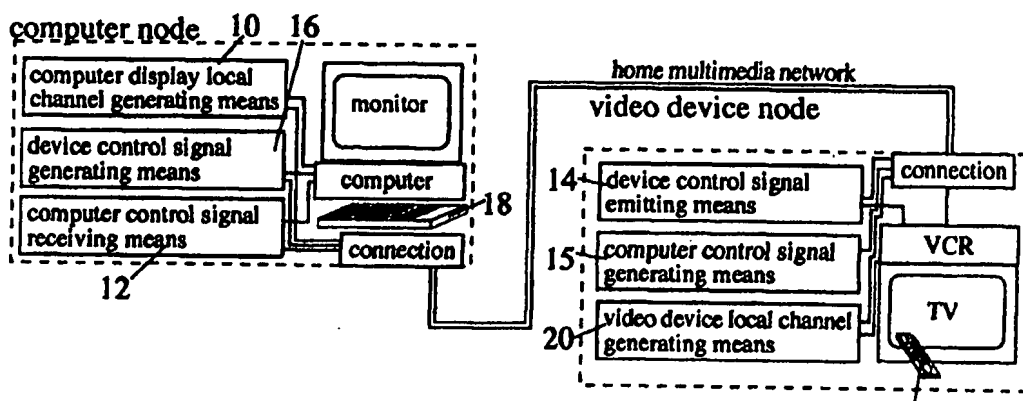 computer node
10
16
computer display local
channel generating means
monitor
device control signal
generating means
computer
computer control signal
receiving means
18
connection
12
home multimedia network
video device node
connection
14
device control signal
emitting means
VCR
15
computer control signal
generating means
TV
20
video device local channel
generating means